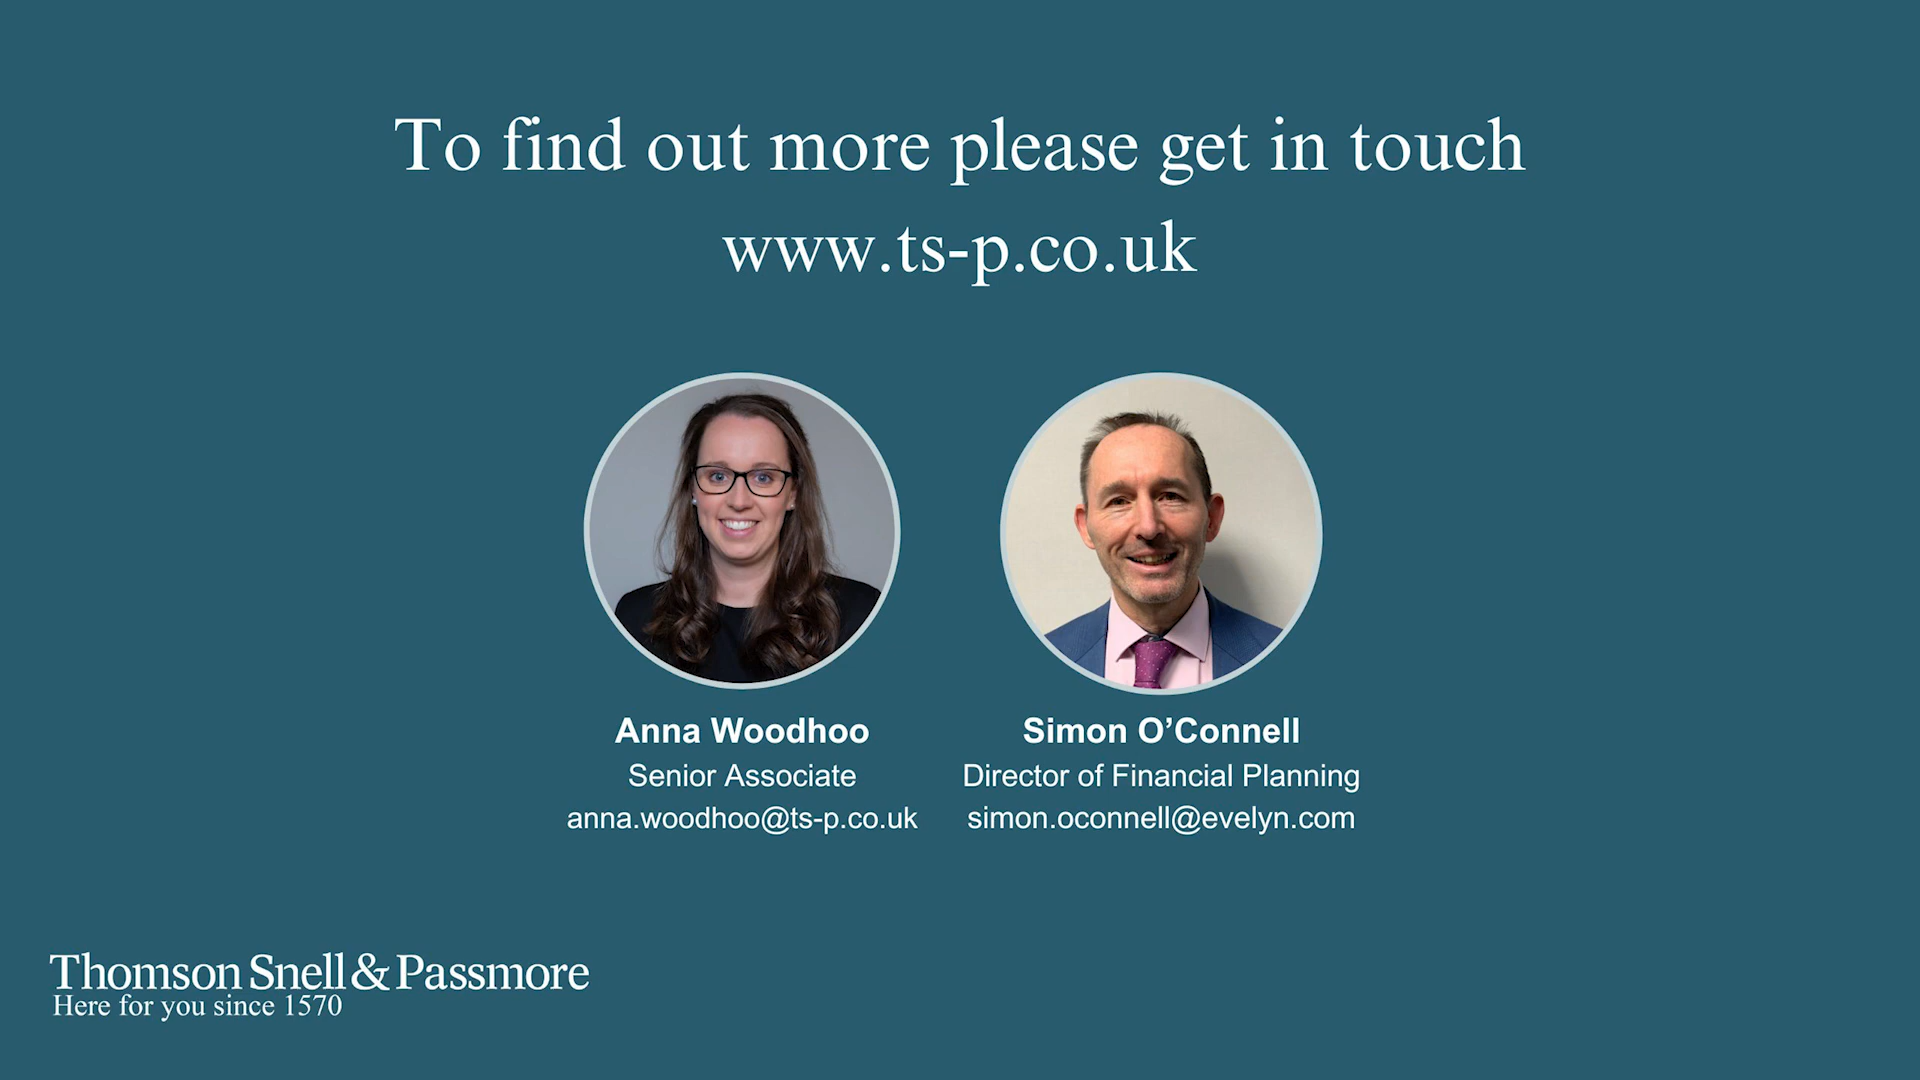 To find out more please get in touch
www.ts-p.co.uk
Anna Woodhoo
Senior Associate
anna.woodhoo@ts-p.co.uk
Simon O’Connell
Director of Financial Planning
simon.oconnell@evelyn.com
Thomson Snell & Passmore
Here for you since 1570